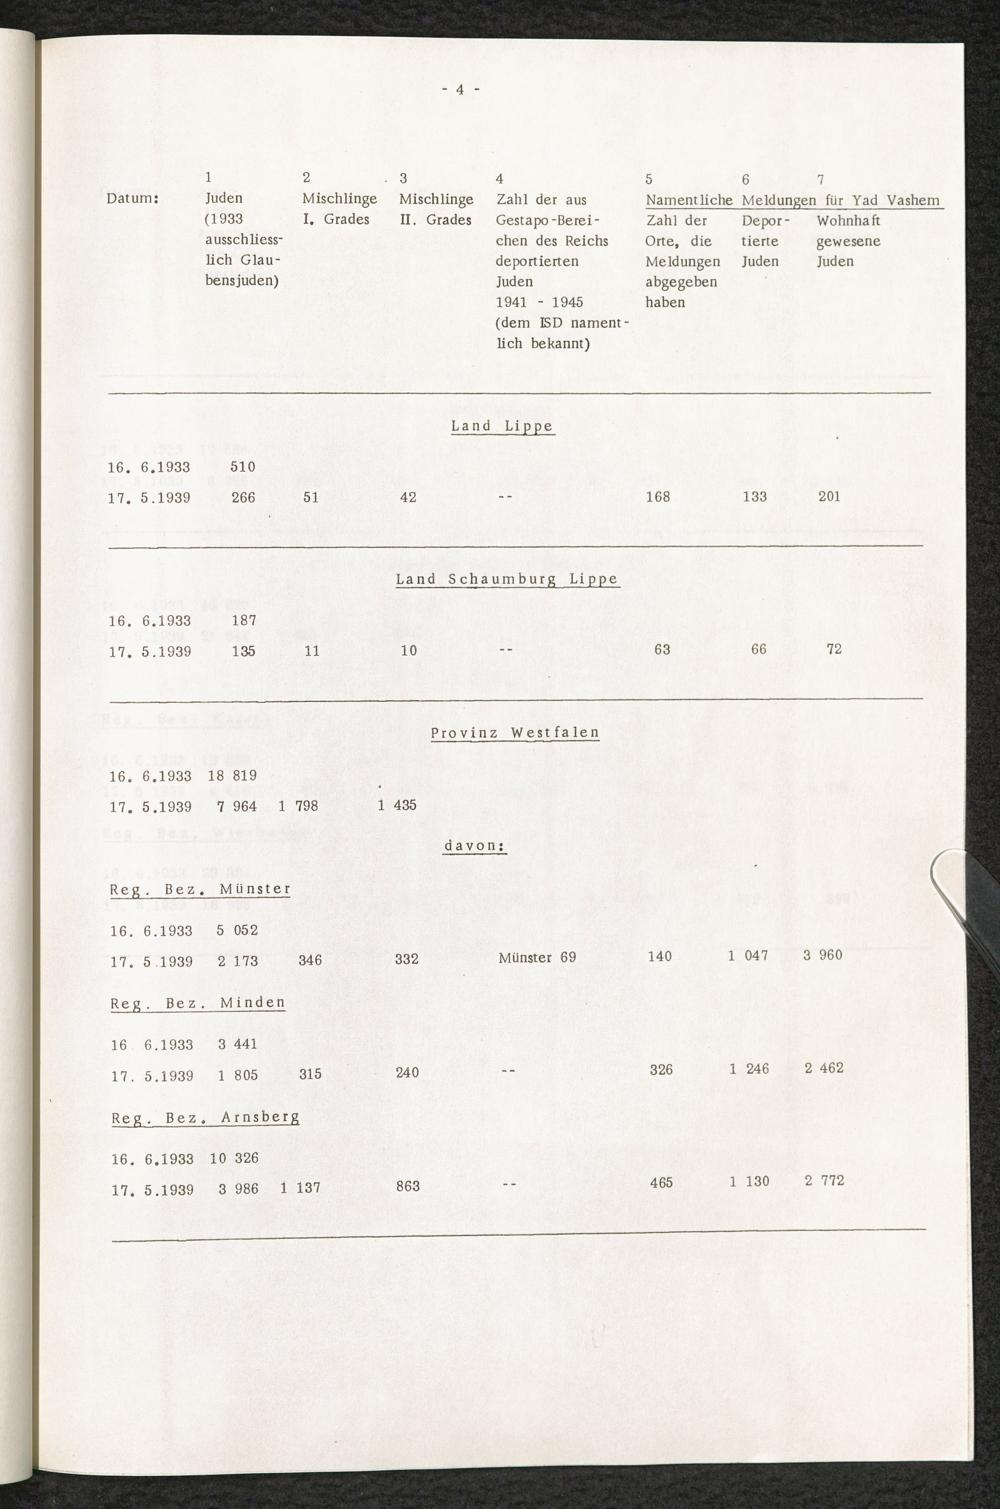 - 4 -
1 2 3 4 5 6 7
Datum: Juden Mischlinge Mischlinge Zahl der aus Namentliche Meldungen für Yad Vashem
(1933 I. Grades II. Grades Gestapo-Berei- Zahl der Depor- Wohnhaft
ausschliess- chen des Reichs Orte, die tierte gewesene
lich Glau- deportierten Meldungen Juden Juden
bensjuden) Juden abgegeben
1941 - 1945 haben
(dem ISD nament-
lich bekannt)
Land Lippe
16. 6.1933 510
17. 5.1939 266 51 42 -- 168 133 201
Land Schaumburg Lippe
16. 6.1933 187
17. 5.1939 135 11 10 -- 63 66 72
Provinz Westfalen
16. 6.1933 18 819
17. 5.1939 7 964 1 798 1 435
davon:
Reg. Bez. Münster
16. 6.1933 5 052
17. 5.1939 2 173 346 332 Münster 69 140 1 047 3 960
Reg. Bez. Minden
16 6.1933 3 441
17. 5.1939 1 805 315 240 -- 326 1 246 2 462
Reg. Bez. Arnsberg
16. 6.1933 10 326
17. 5.1939 3 986 1 137 863 -- 465 1 130 2 772